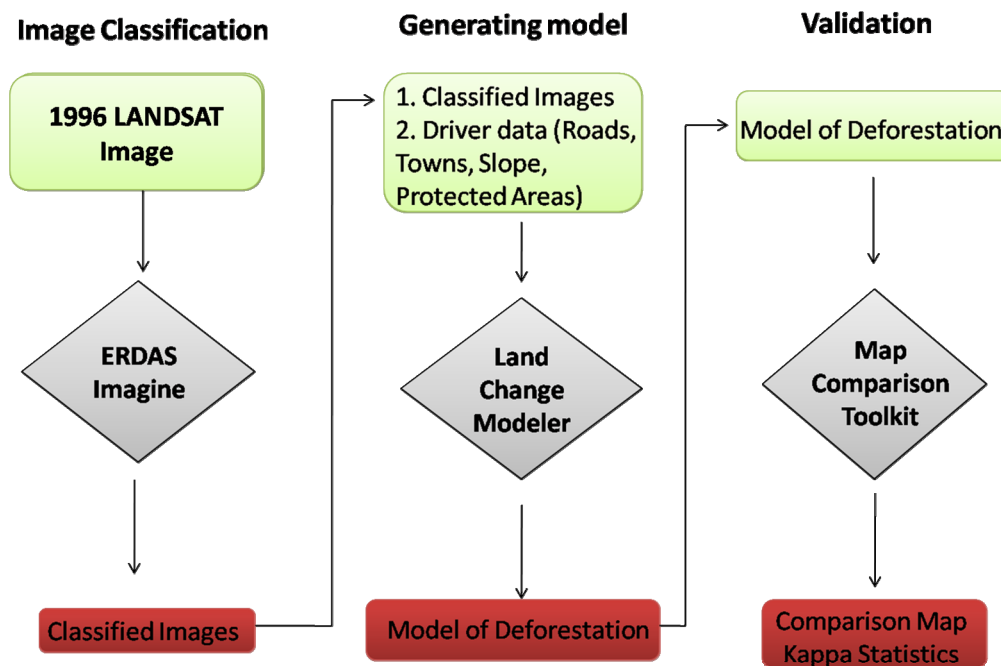 Image Classification
1996 LANDSAT
Image
ERDAS
Imagine
Classified Images
Generating model
1. Classified Images
2. Driver data (Roads,
Towns, Slope,
Protected Areas)
Land
Change
Modeler
Model of Deforestation
Validation
Model of Deforestation
Map
Comparison
Toolkit
Comparison Map
Kappa Statistics